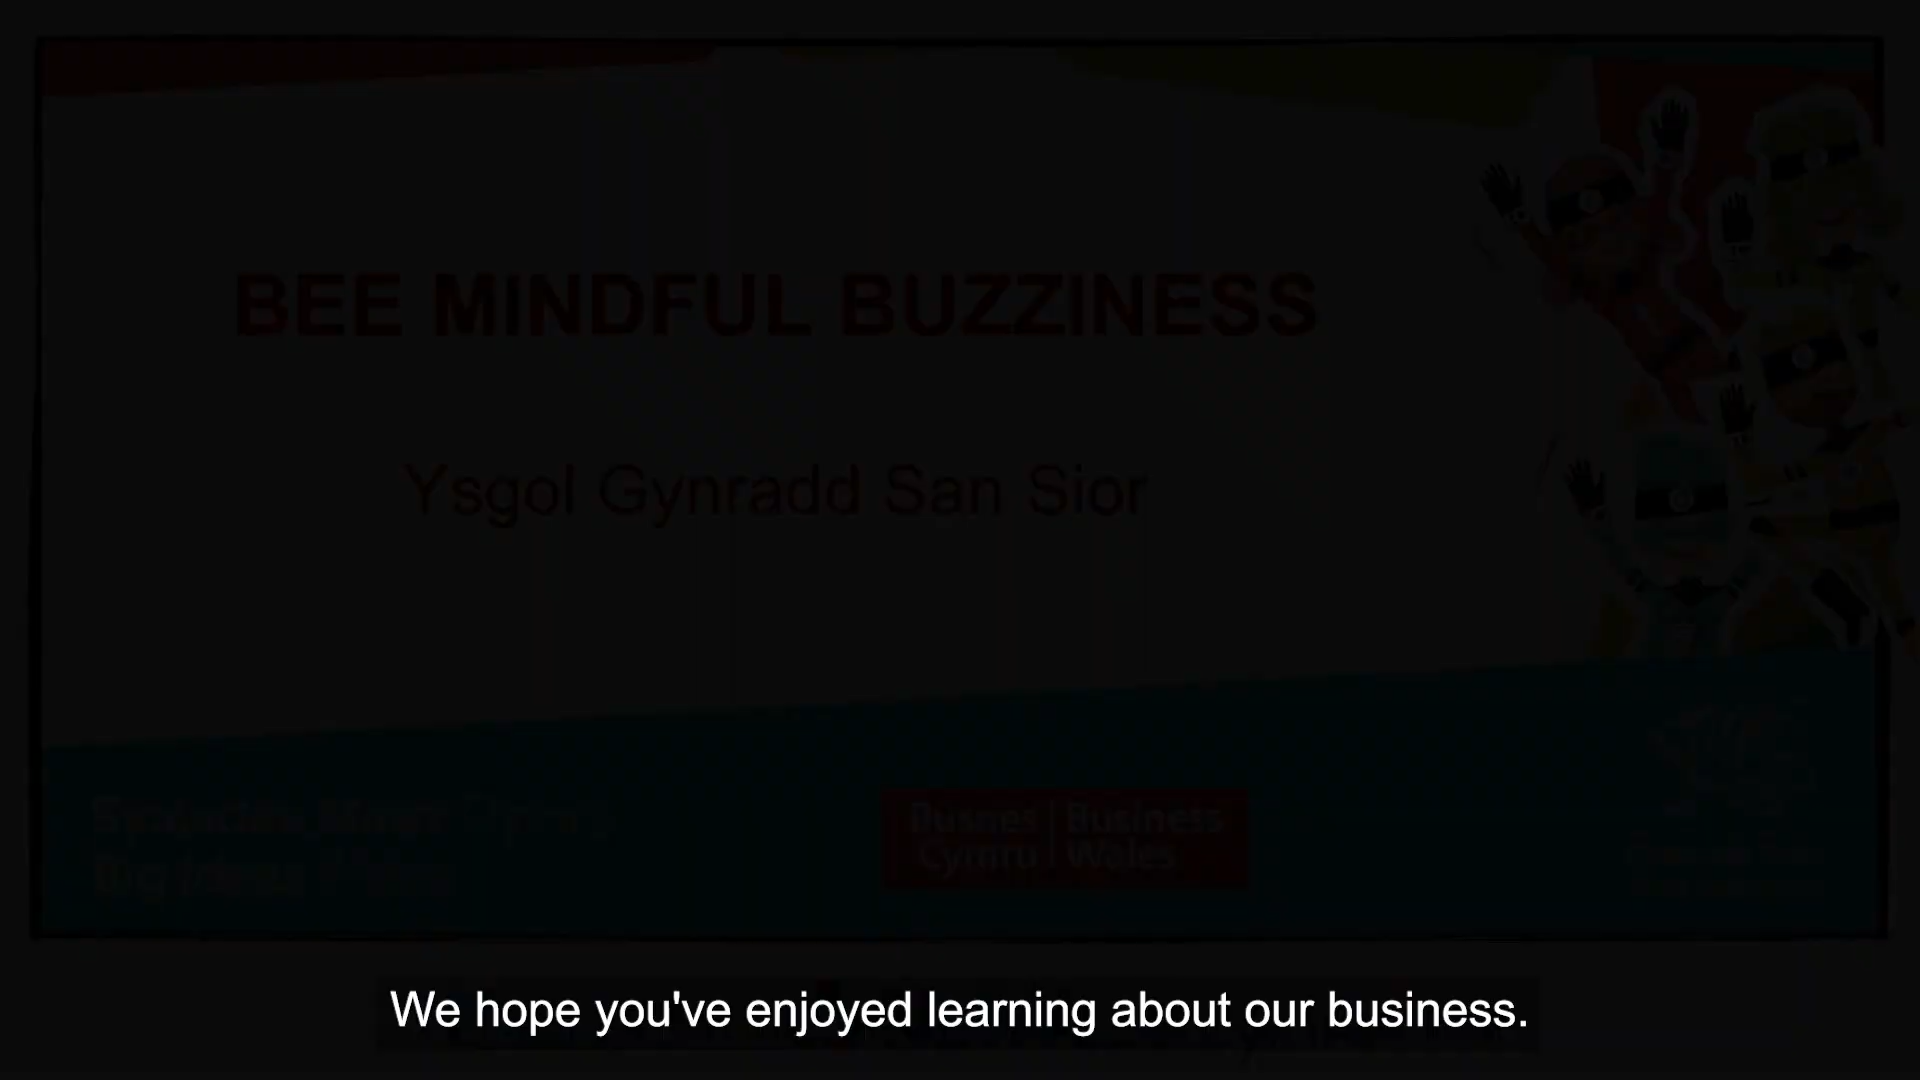 BEE MINDFUL BUZZINESS
Ysgol Gynradd San Sior
Busnes Business
Cymru Wales
We hope you've enjoyed learning about our business.